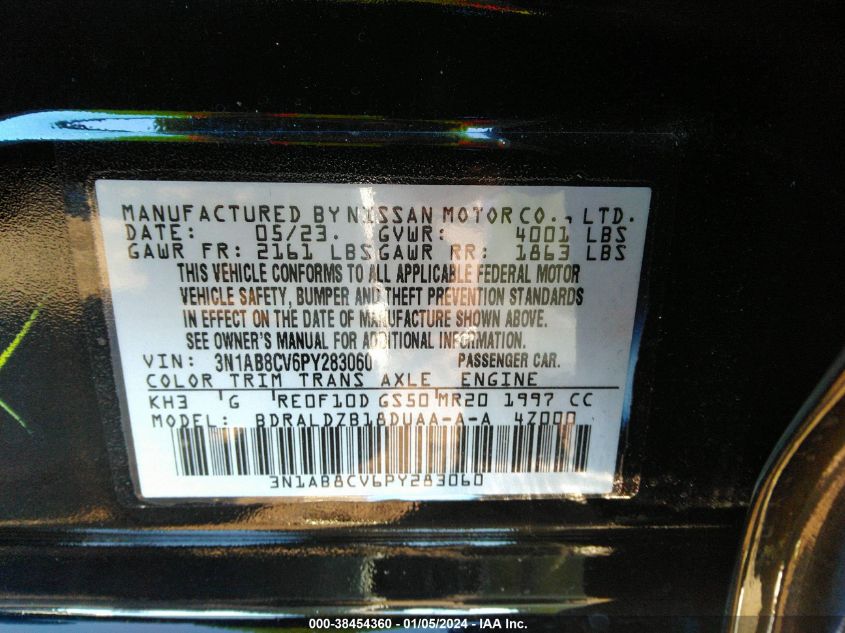 MANUFACTURED BY NISSAN MOTOR CO., LTD.
DATE: 05/23. GVWR: 4001 LBS
GAWR FR: 2161 LBS GAWR RR: 1863 LBS
THIS VEHICLE CONFORMS TO ALL APPLICABLE FEDERAL MOTOR
VEHICLE SAFETY, BUMPER AND THEFT PREVENTION STANDARDS
IN EFFECT ON THE DATE OF MANUFACTURE SHOWN ABOVE.
SEE OWNER'S MANUAL FOR ADDITIONAL INFORMATION.
VIN: 3N1AB8CV6PY283060 PASSENGER CAR.
COLOR TRIM TRANS AXLE ENGINE
KH3 G RE0F10D GS50 MR20 1997 CC
MODEL: BDRALDZB18DUAA-A-A 4Z000
3N1AB8CV6PY283060
000-38454360 - 01/05/2024 - IAA Inc.